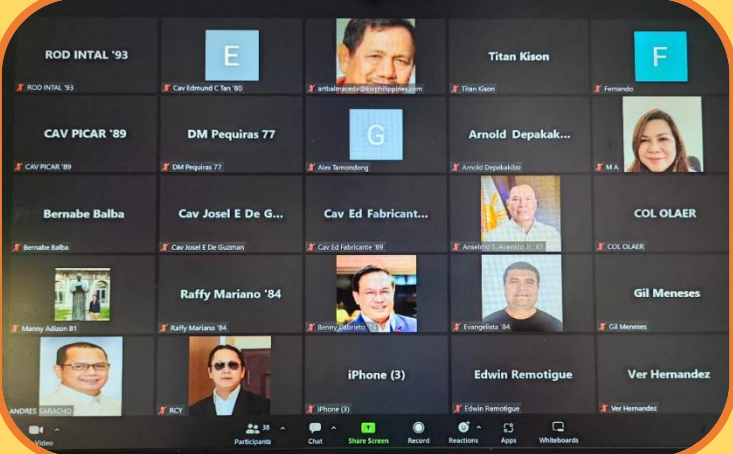 ROD INTAL '93
E
Titan Kison
F
ROD INTAL '93
Cav Edmund C Tan '80
artbalmaceda@kwphilippines.com
Titan Kison
Fernando
CAV PICAR '89
DM Pequiras 77
G
Arnold Depakak...
CAV PICAR '89
DM Pequiras 77
Alex Tamondong
Arnold Depakakibo
M A
Bernabe Balba
Cav Josel E De G...
Cav Ed Fabricant...
COL OLAER
Bernabe Balba
Cav Josel E De Guzman
Cav Ed Fabricante '89
Anselmo S. Avenido Jr. '67
COL OLAER
Raffy Mariano '84
Gil Meneses
Manny Adizon 81
Raffy Mariano '84
Benny
Evangelista '84
Gil Meneses
iPhone (3)
Edwin Remotigue
Ver Hernandez
ANDRES SARACHO
RCY
iPhone (3)
Edwin Remotigue
Ver Hernandez
38
Video
Participants
Chat
Share Screen
Record
Reactions
Apps
Whiteboards